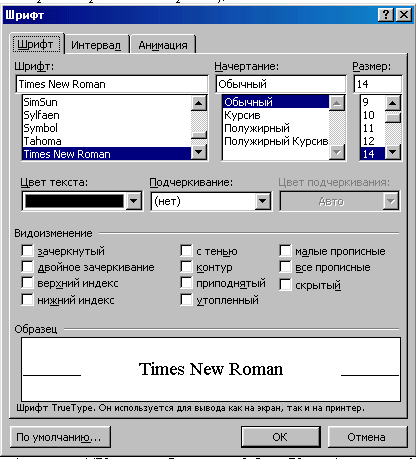 Шрифт
Шрифт Интервал Анимация
Шрифт: Начертание: Размер:
Times New Roman Обычный 14
SimSun Обычный 9
Sylfaen Курсив 10
Symbol Полужирный 11
Tahoma Полужирный Курсив 12
Times New Roman 14
Цвет текста: Подчеркивание: Цвет подчеркивания:
(нет) Авто
Видоизменение
зачеркнутый с тенью малые прописные
двойное зачеркивание контур все прописные
верхний индекс приподнятый скрытый
нижний индекс утопленный
Образец
Times New Roman
Шрифт TrueType. Он используется для вывода как на экран, так и на принтер.
По умолчанию... ОК Отмена